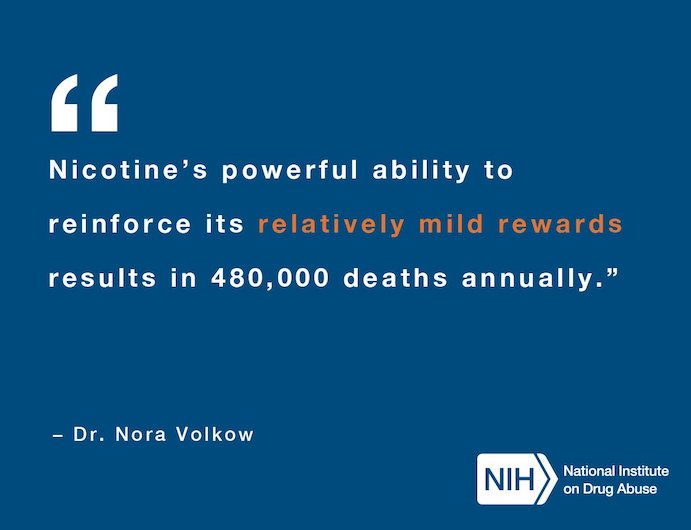 “
Nicotine’s powerful ability to
reinforce its relatively mild rewards
results in 480,000 deaths annually.”
– Dr. Nora Volkow
NIH National Institute
on Drug Abuse